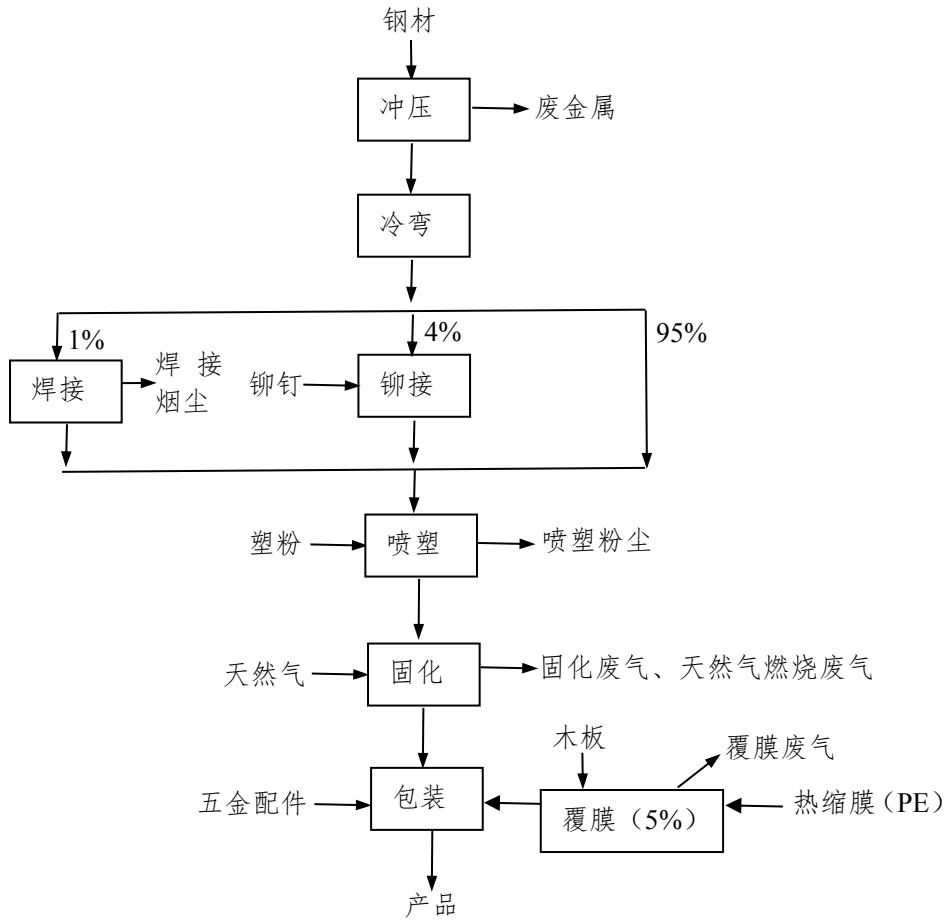 钢材
冲压
废金属
冷弯
1%
4%
95%
焊接
焊 接
烟尘
铆钉
铆接
塑粉
喷塑
喷塑粉尘
天然气
固化
固化废气、天然气燃烧废气
木板
覆膜废气
五金配件
包装
覆膜（5%）
热缩膜（PE）
产品